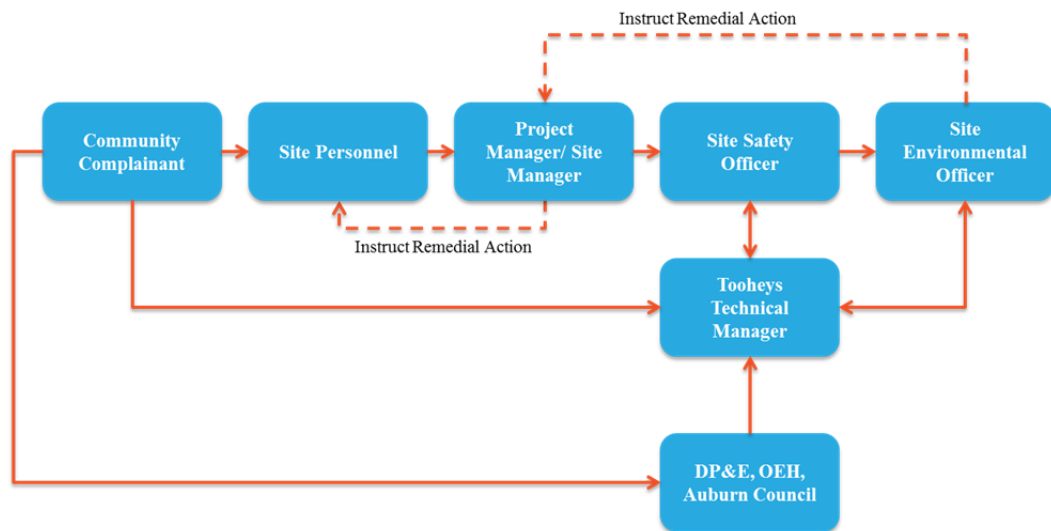 Instruct Remedial Action
Community
Complainant
Site Personnel
Project
Manager/ Site
Manager
Site Safety
Officer
Site
Environmental
Officer
Instruct Remedial Action
Tooheys
Technical
Manager
DP&E, OEH,
Auburn Council